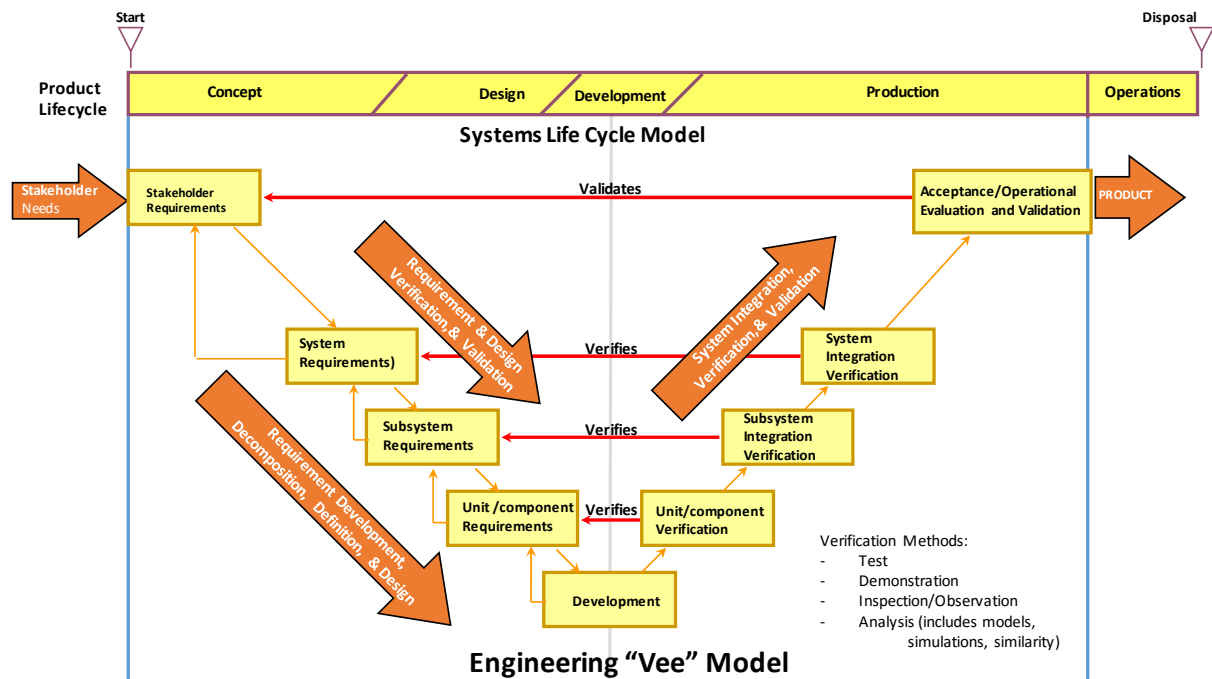 Start
Disposal
Product
Lifecycle
Concept
Design
Development
Production
Operations
Systems Life Cycle Model
Stakeholder
Needs
Stakeholder
Requirements
Validates
Acceptance/Operational
Evaluation and Validation
PRODUCT
Requirement & Design
Verification,& Validation
System Integration,
Verification,& Validation
System
Requirements)
Verifies
System
Integration
Verification
Subsystem
Requirements
Verifies
Subsystem
Integration
Verification
Requirement Development,
Decomposition, Definition, & Design
Unit /component
Requirements
Verifies
Unit/component
Verification
Development
Verification Methods:
- Test
- Demonstration
- Inspection/Observation
- Analysis (includes models,
simulations, similarity)
Engineering “Vee” Model